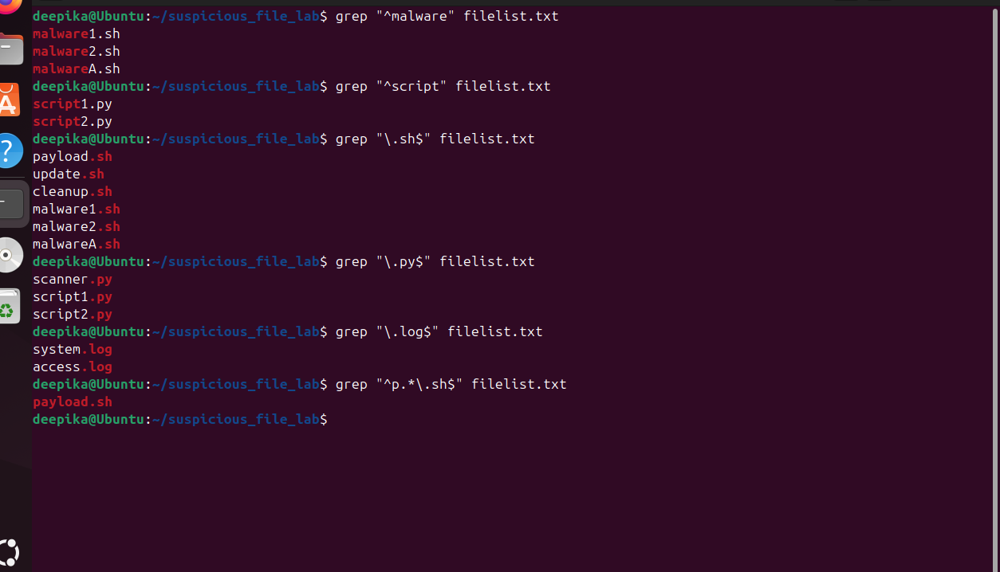 deepika@Ubuntu:~/suspicious_file_lab$ grep "^malware" filelist.txt
malware1.sh
malware2.sh
malwareA.sh
deepika@Ubuntu:~/suspicious_file_lab$ grep "^script" filelist.txt
script1.py
script2.py
deepika@Ubuntu:~/suspicious_file_lab$ grep "\.sh$" filelist.txt
payload.sh
update.sh
cleanup.sh
malware1.sh
malware2.sh
malwareA.sh
deepika@Ubuntu:~/suspicious_file_lab$ grep "\.py$" filelist.txt
scanner.py
script1.py
script2.py
deepika@Ubuntu:~/suspicious_file_lab$ grep "\.log$" filelist.txt
system.log
access.log
deepika@Ubuntu:~/suspicious_file_lab$ grep "^p.*\.sh$" filelist.txt
payload.sh
deepika@Ubuntu:~/suspicious_file_lab$